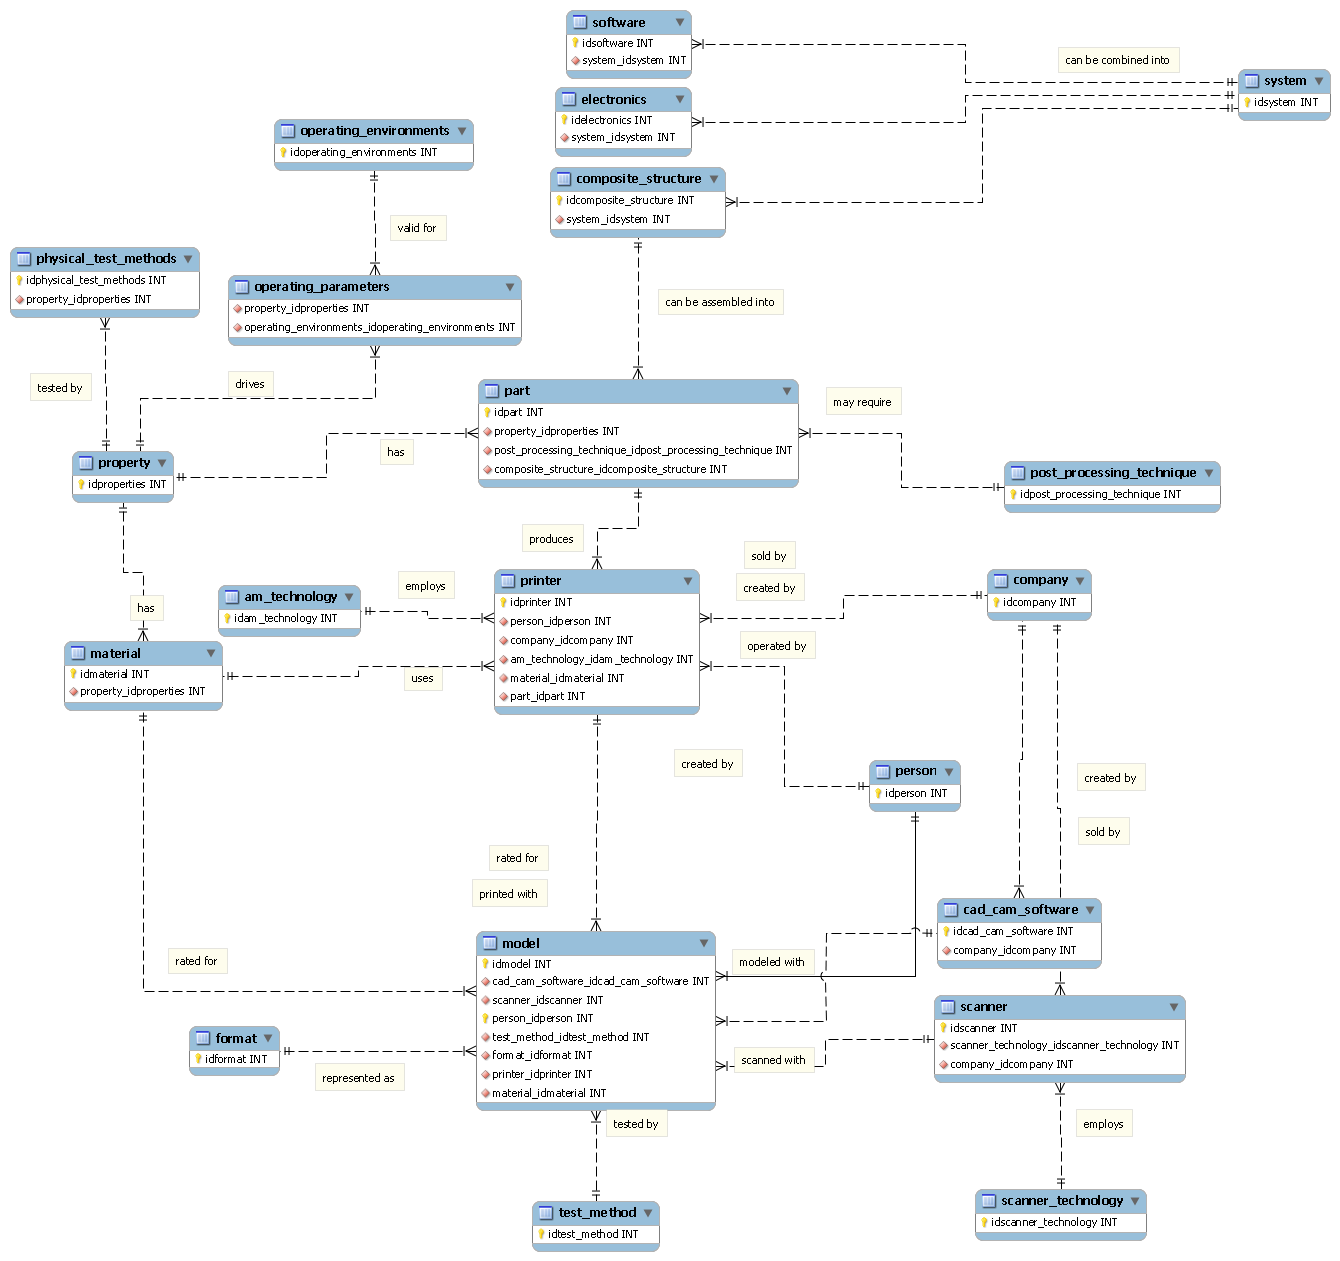 software
idsoftware INT
system_idsystem INT
can be combined into
system
idsystem INT
electronics
idelectronics INT
system_idsystem INT
operating_environments
idoperating_environments INT
composite_structure
idcomposite_structure INT
system_idsystem INT
valid for
physical_test_methods
idphysical_test_methods INT
property_idproperties INT
operating_parameters
property_idproperties INT
operating_environments_idoperating_environments INT
can be assembled into
tested by
drives
part
idpart INT
property_idproperties INT
post_processing_technique_idpost_processing_technique INT
composite_structure_idcomposite_structure INT
may require
has
property
idproperties INT
post_processing_technique
idpost_processing_technique INT
produces
sold by
created by
employs
printer
idprinter INT
person_idperson INT
company_idcompany INT
am_technology_idam_technology INT
material_idmaterial INT
part_idpart INT
company
idcompany INT
am_technology
idam_technology INT
has
operated by
material
idmaterial INT
property_idproperties INT
uses
created by
person
idperson INT
created by
sold by
rated for
printed with
cad_cam_software
idcad_cam_software INT
company_idcompany INT
rated for
model
idmodel INT
cad_cam_software_idcad_cam_software INT
scanner_idscanner INT
person_idperson INT
test_method_idtest_method INT
format_idformat INT
printer_idprinter INT
material_idmaterial INT
modeled with
scanner
idscanner INT
scanner_technology_idscanner_technology INT
company_idcompany INT
format
idformat INT
scanned with
represented as
tested by
employs
test_method
idtest_method INT
scanner_technology
idscanner_technology INT